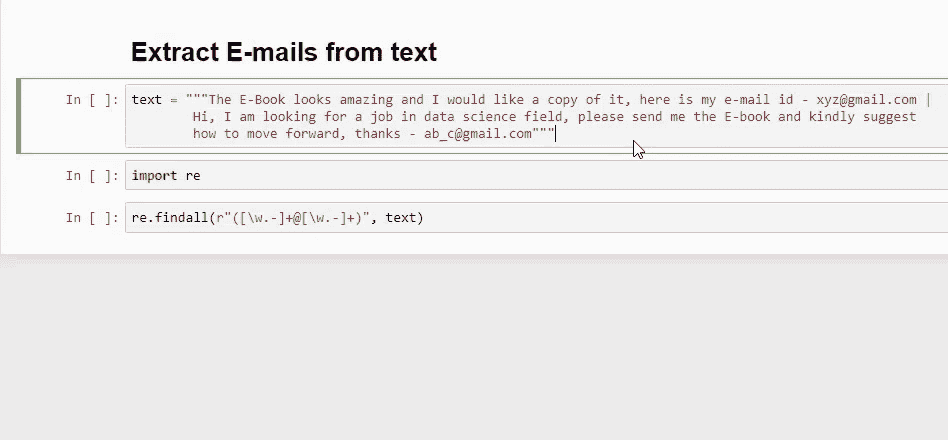 Extract E-mails from text
In [ ]: text = """The E-Book looks amazing and I would like a copy of it, here is my e-mail id - xyz@gmail.com |
Hi, I am looking for a job in data science field, please send me the E-book and kindly suggest
how to move forward, thanks - ab_c@gmail.com"""
In [ ]: import re
In [ ]: re.findall(r"([\w.-]+@[\w.-]+)", text)